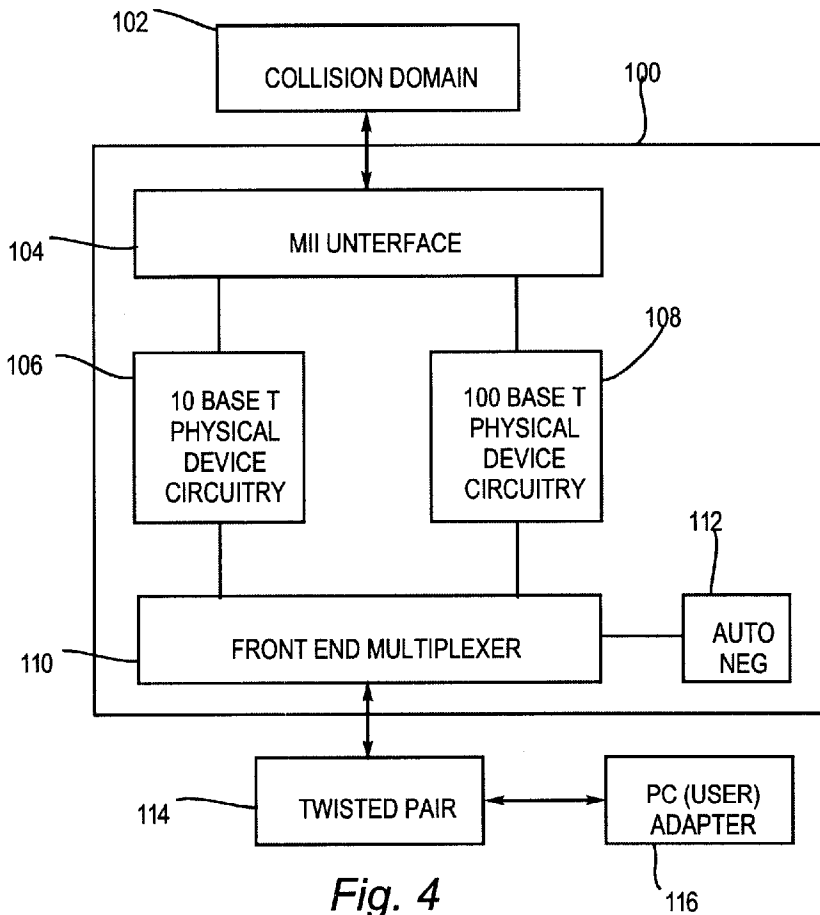 102
COLLISION DOMAIN
100
104
MII UNTERFACE
106
10 BASE T
PHYSICAL
DEVICE
CIRCUITRY
108
100 BASE T
PHYSICAL
DEVICE
CIRCUITRY
112
AUTO
NEG
110
FRONT END MULTIPLEXER
114
TWISTED PAIR
PC (USER)
ADAPTER
116
Fig. 4